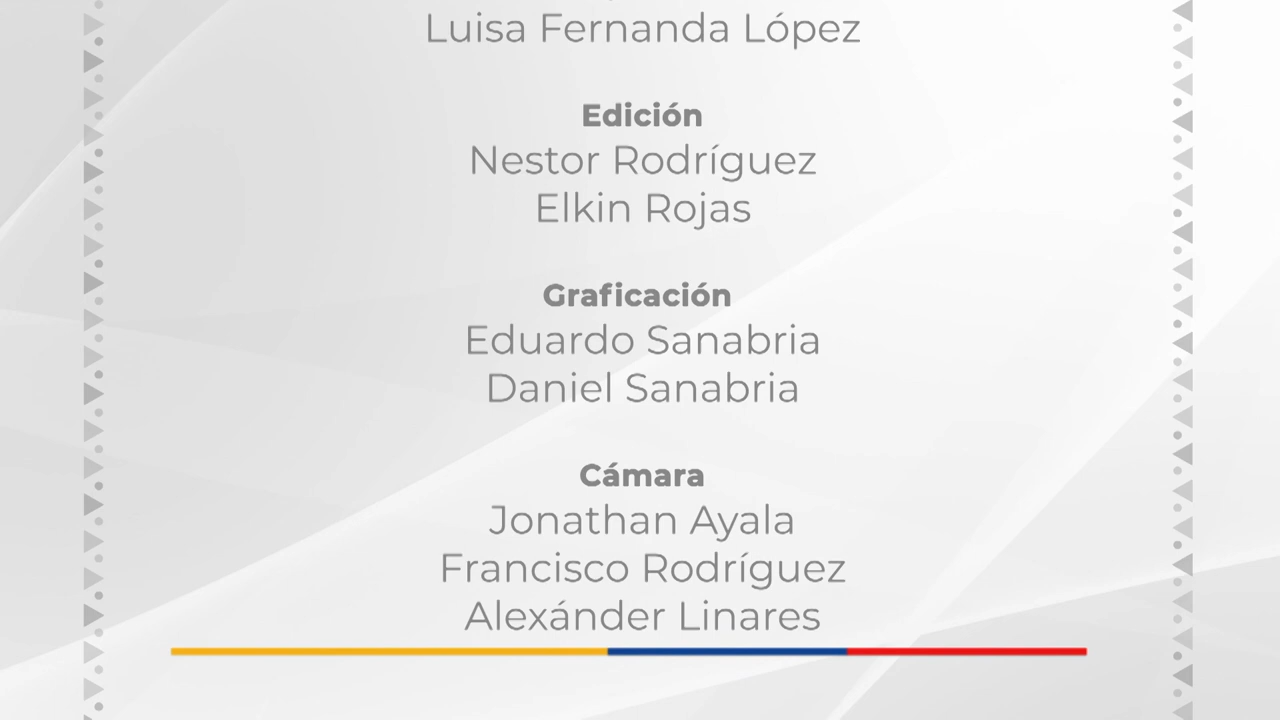 Luisa Fernanda López
Edición
Nestor Rodríguez
Elkin Rojas
Graficación
Eduardo Sanabria
Daniel Sanabria
Cámara
Jonathan Ayala
Francisco Rodríguez
Alexánder Linares